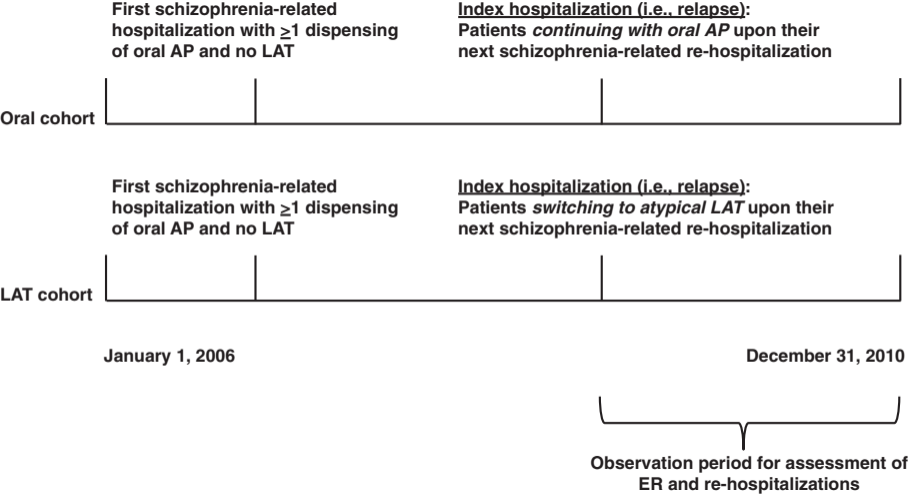 First schizophrenia-related
hospitalization with ≥1 dispensing
of oral AP and no LAT
Index hospitalization (i.e., relapse):
Patients continuing with oral AP upon their
next schizophrenia-related re-hospitalization
Oral cohort
First schizophrenia-related
hospitalization with ≥1 dispensing
of oral AP and no LAT
Index hospitalization (i.e., relapse):
Patients switching to atypical LAT upon their
next schizophrenia-related re-hospitalization
LAT cohort
January 1, 2006
December 31, 2010
Observation period for assessment of
ER and re-hospitalizations